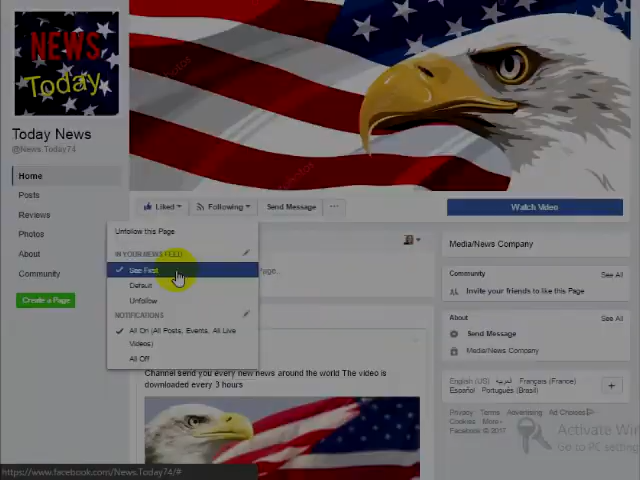 NEWS
Today
Today News
@News.Today74
Home
Posts
Reviews
Photos
About
Community
Create a Page
Liked
Following
Send Message
...
Watch Video
Unfollow this Page
IN YOUR NEWS FEED
See First
Default
Unfollow
NOTIFICATIONS
All On (All Posts, Events, All Live
Videos)
All Off
Page...
Channel send you every new news around the world The video is
downloaded every 3 hours
Media/News Company
Community
See All
Invite your friends to like this Page
About
See All
Send Message
Media/News Company
English (US) · العربية · Français (France) ·
Español · Português (Brasil)
+
Privacy · Terms · Advertising · Ad Choices
Cookies · More
Facebook © 2017
Activate Win
Go to PC setting
https://www.facebook.com/News.Today74/#